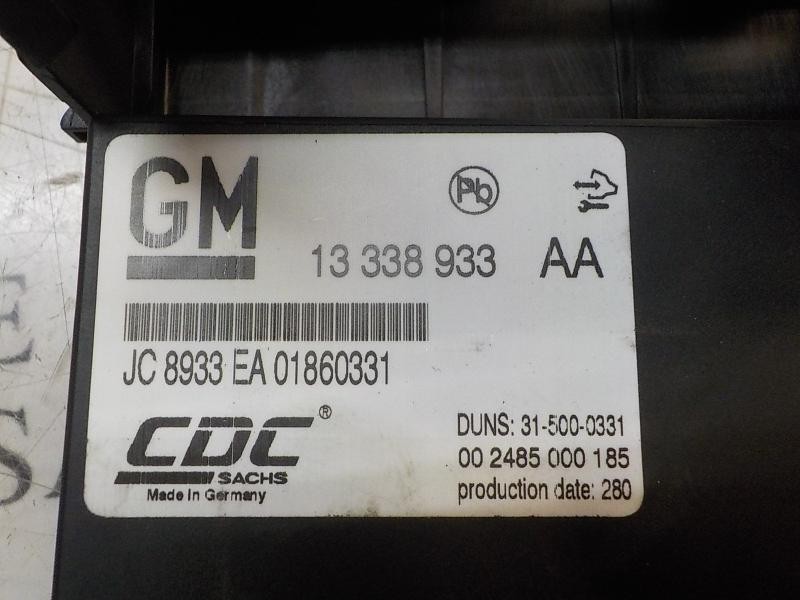 GM
Pb
13 338 933 AA
JC 8933 EA 01860331
CDC®
SACHS
Made In Germany
DUNS: 31-500-0331
00 2485 000 185
production date: 280